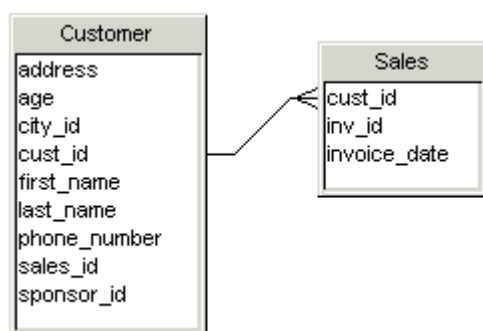 Customer
address
age
city_id
cust_id
first_name
last_name
phone_number
sales_id
sponsor_id
Sales
cust_id
inv_id
invoice_date